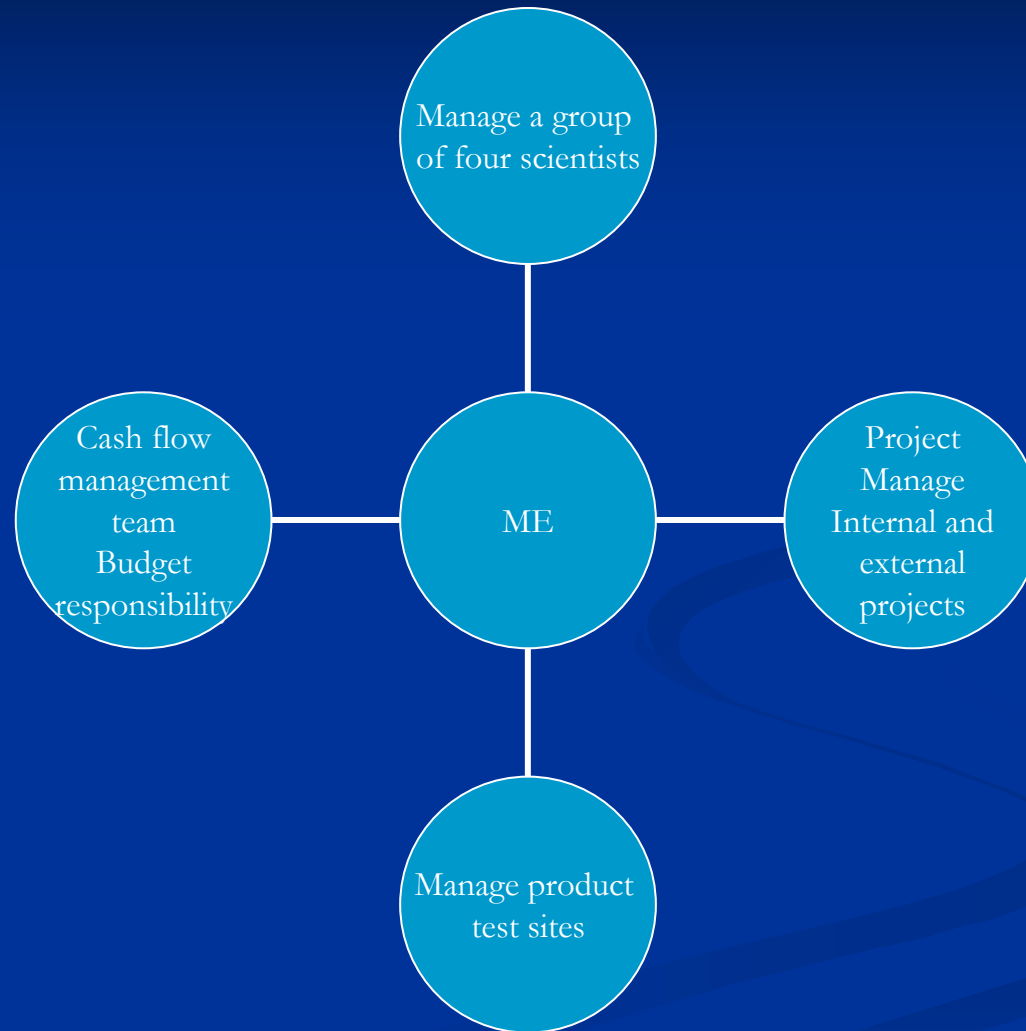 Manage a group
of four scientists
Cash flow
management
team
Budget
responsibility
ME
Project
Manage
Internal and
external
projects
Manage product
test sites